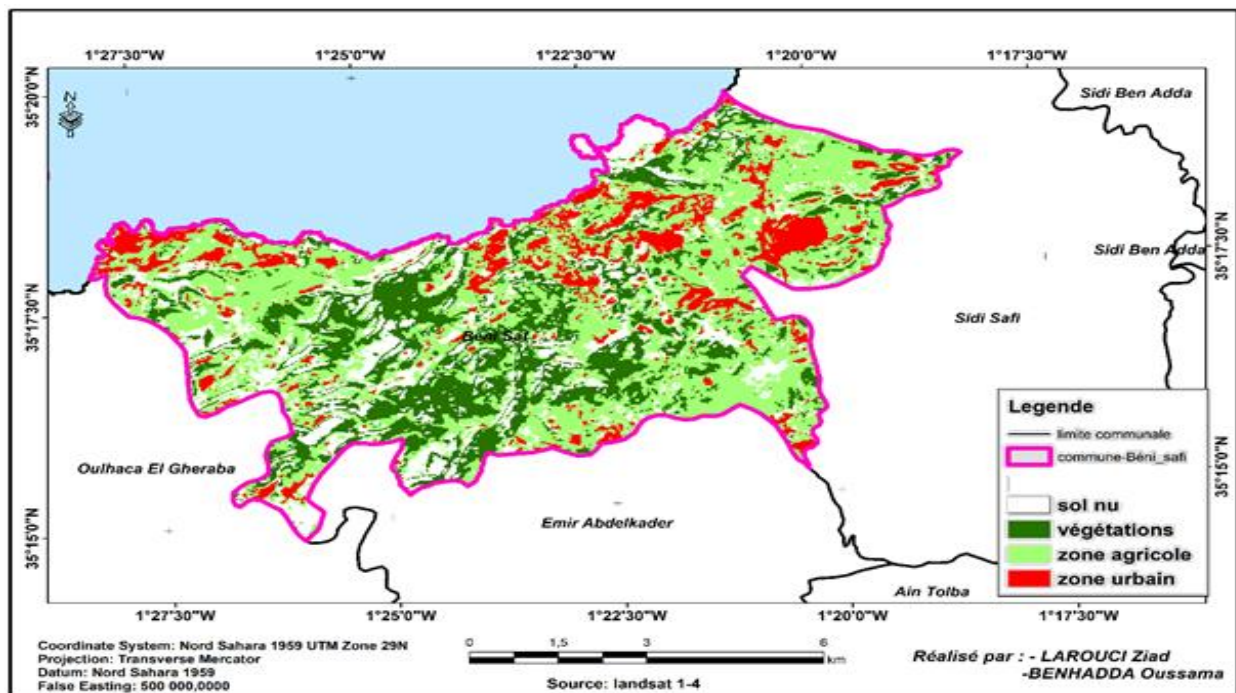 1°27'30"W 1°25'0"W 1°22'30"W 1°20'0"W 1°17'30"W
35°20'0"N
N
Sidi Ben Adda
35°17'30"N
Sidi Ben Adda
35°17'30"N
Sidi Safi
Béni Saf
Legende
limite communale
commune-Béni_safi
sol nu
végétations
zone agricole
zone urbain
35°15'0"N
Oulhaca El Gheraba
Emir Abdelkader
35°15'0"N
Ain Tolba
1°27'30"W 1°25'0"W 1°22'30"W 1°20'0"W 1°17'30"W
Coordinate System: Nord Sahara 1959 UTM Zone 29N
Projection: Transverse Mercator
Datum: Nord Sahara 1959
False Easting: 500 000,0000
0 1,5 3 6
km
Source: landsat 1-4
Réalisé par : - LAROUCI Ziad
-BENHADDA Oussama